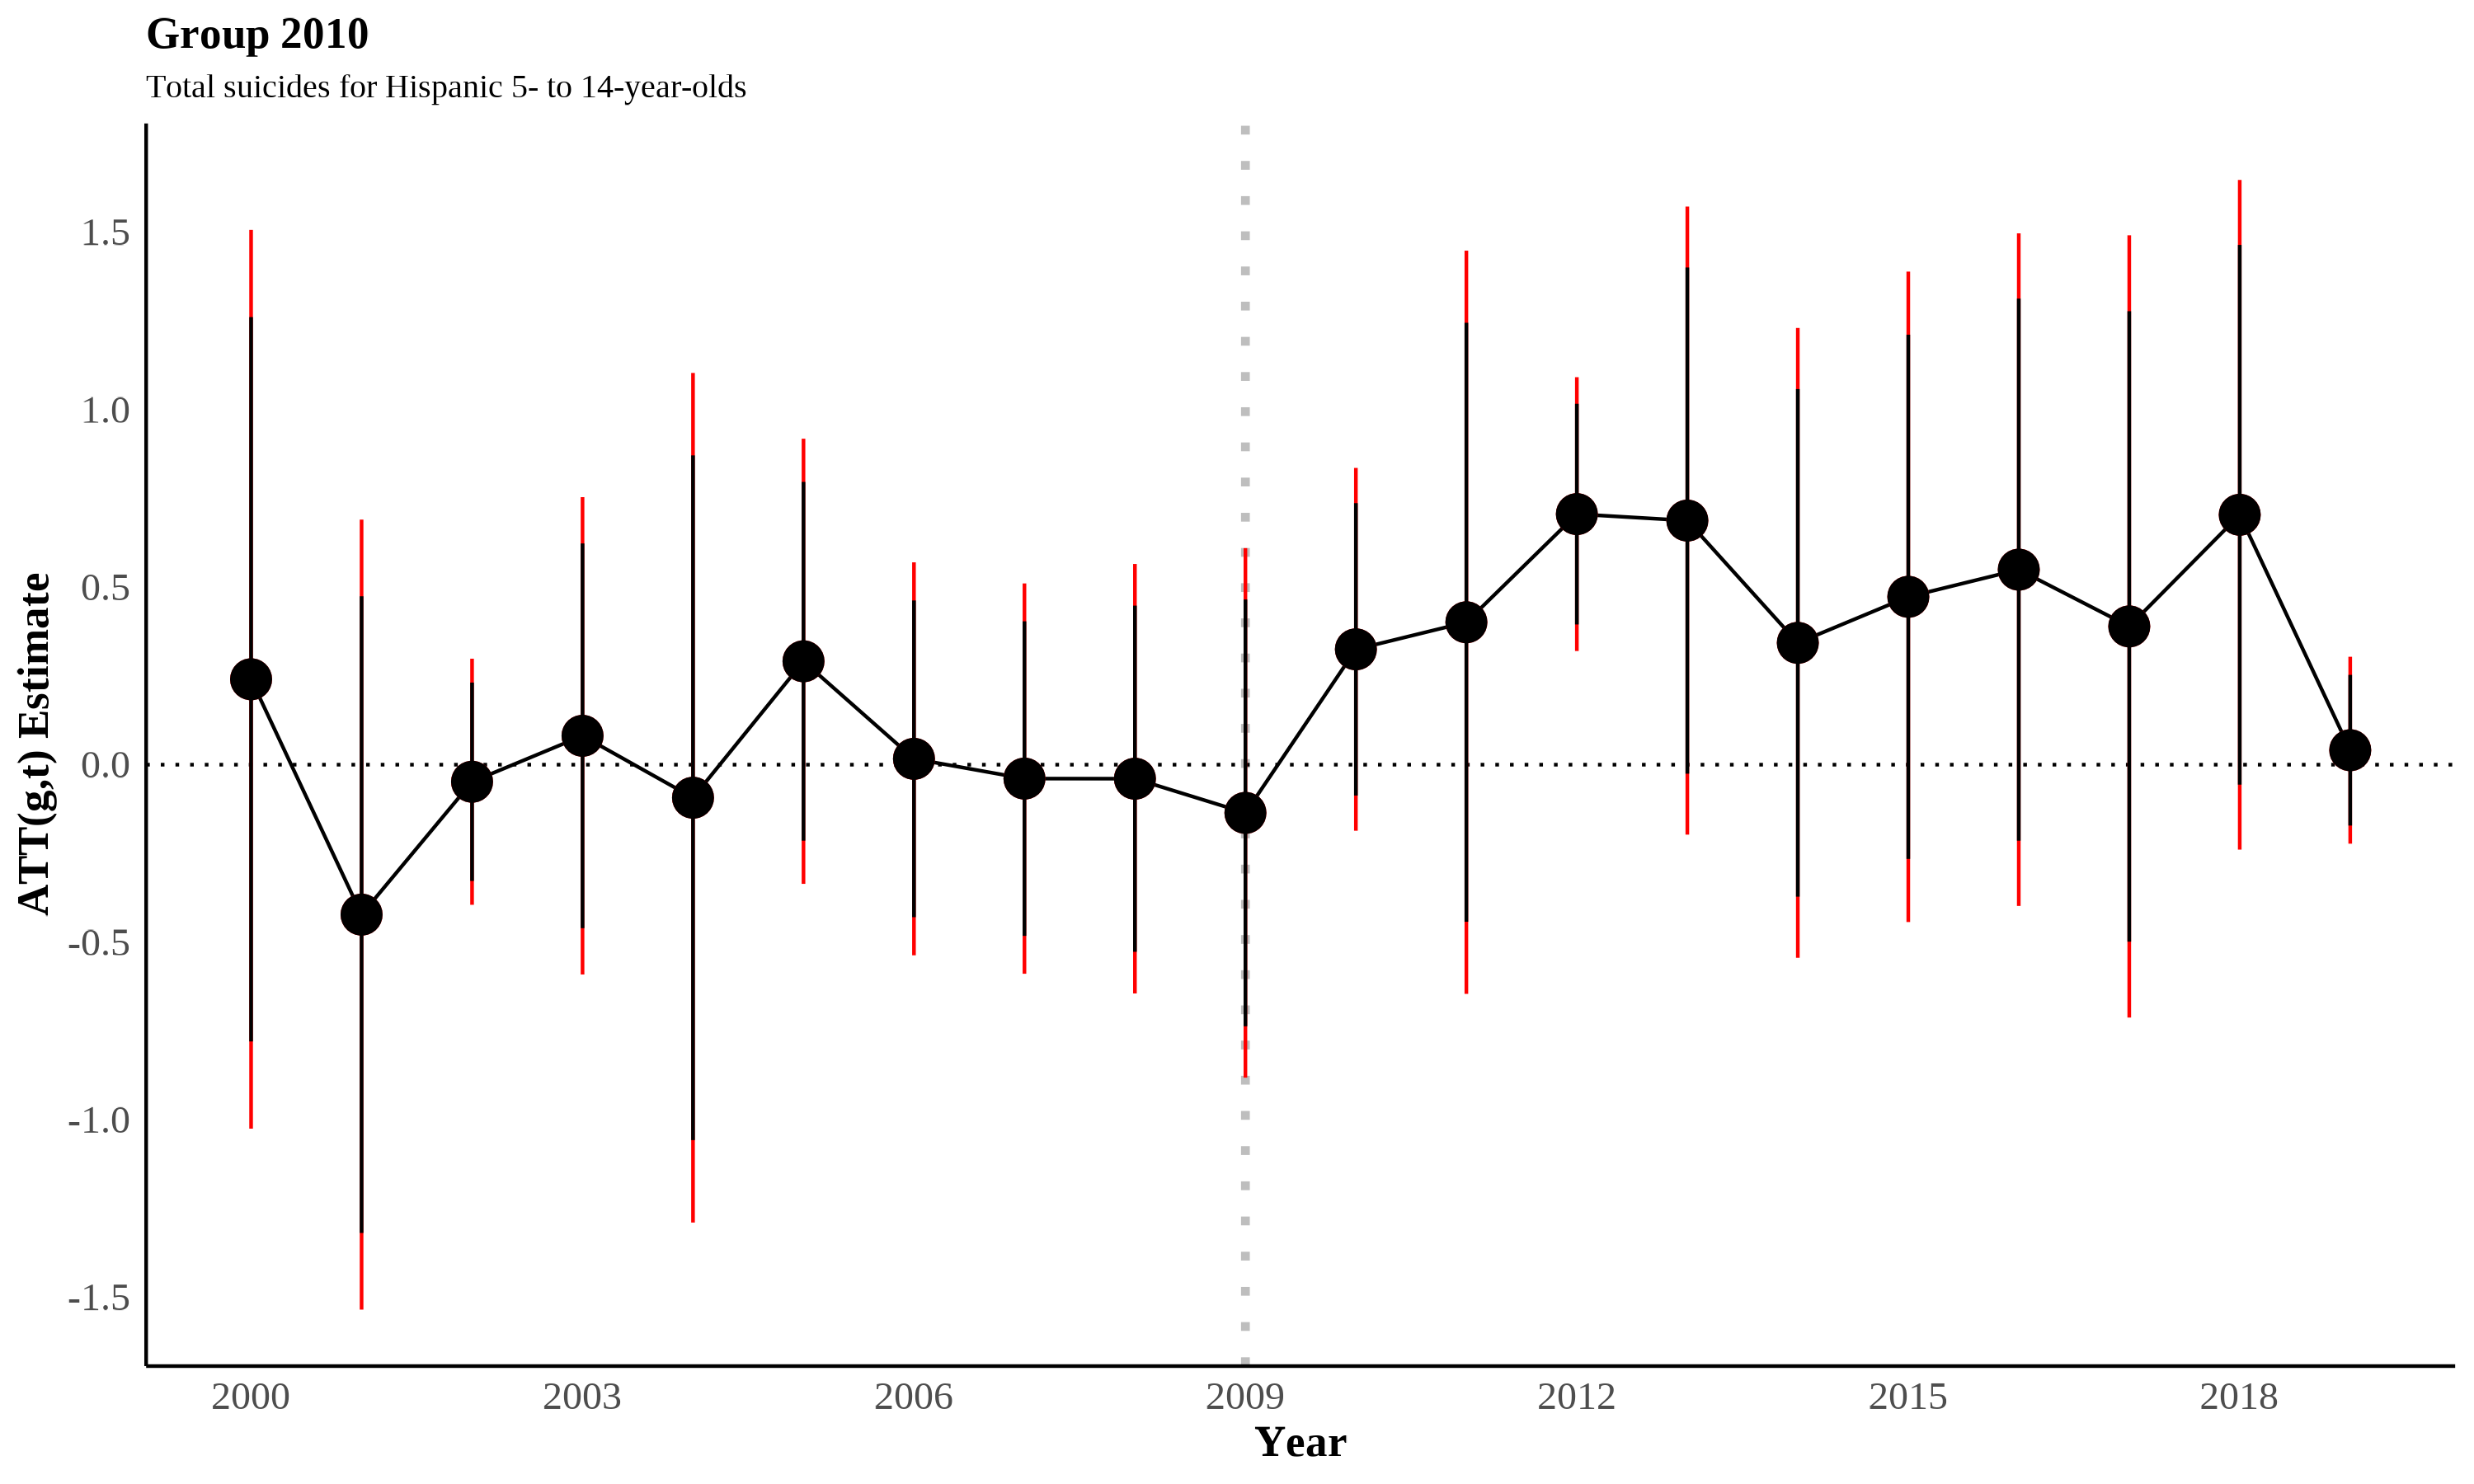 Group 2010
Total suicides for Hispanic 5- to 14-year-olds
ATT(g,t) Estimate
1.5
1.0
0.5
0.0
-0.5
-1.0
-1.5
2000 2003 2006 2009 2012 2015 2018
Year